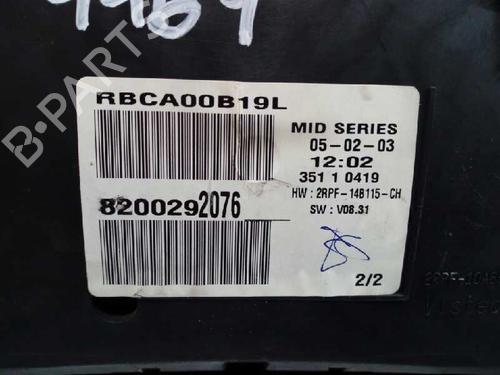 RBCA00B19L
MID SERIES
05-02-03
12:02
351 1 0419
HW : 2RPF-14B115-CH
SW : V08.31
8200292076
2/2
B-PARTS